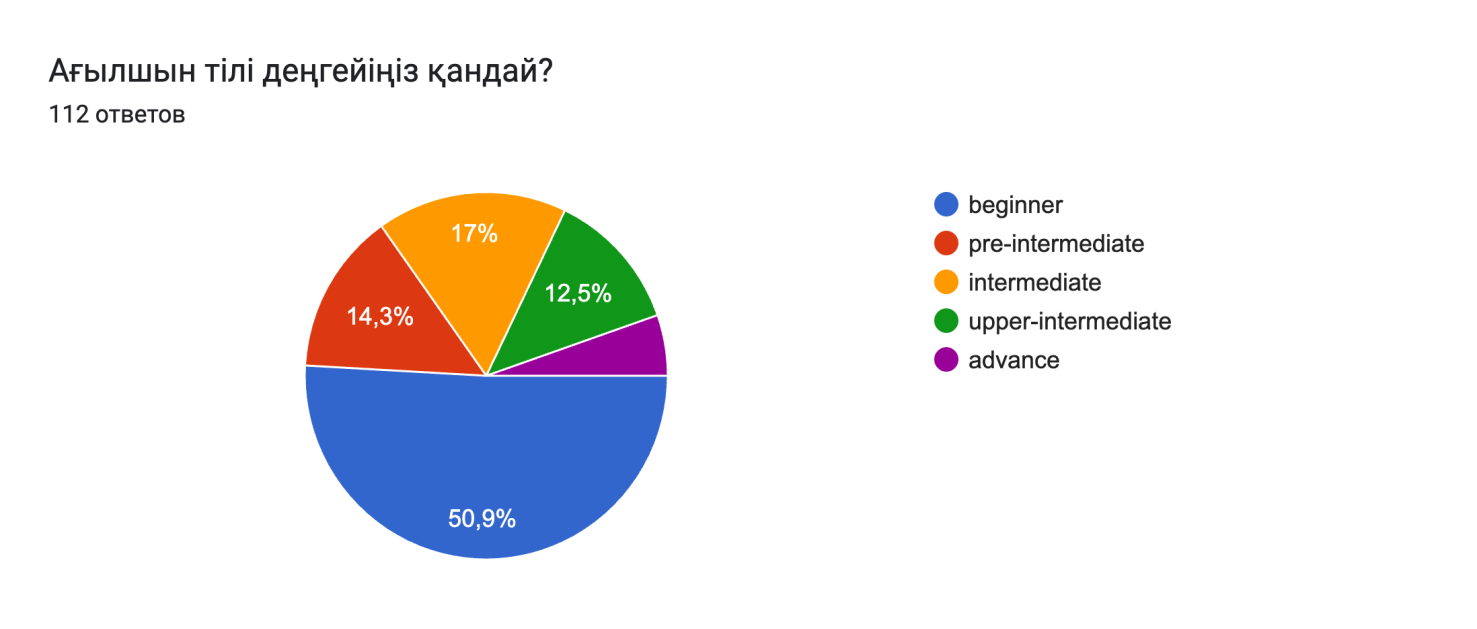 Ағылшын тілі деңгейіңіз қандай?
112 ответов
17%
12,5%
14,3%
50,9%
beginner
pre-intermediate
intermediate
upper-intermediate
advance